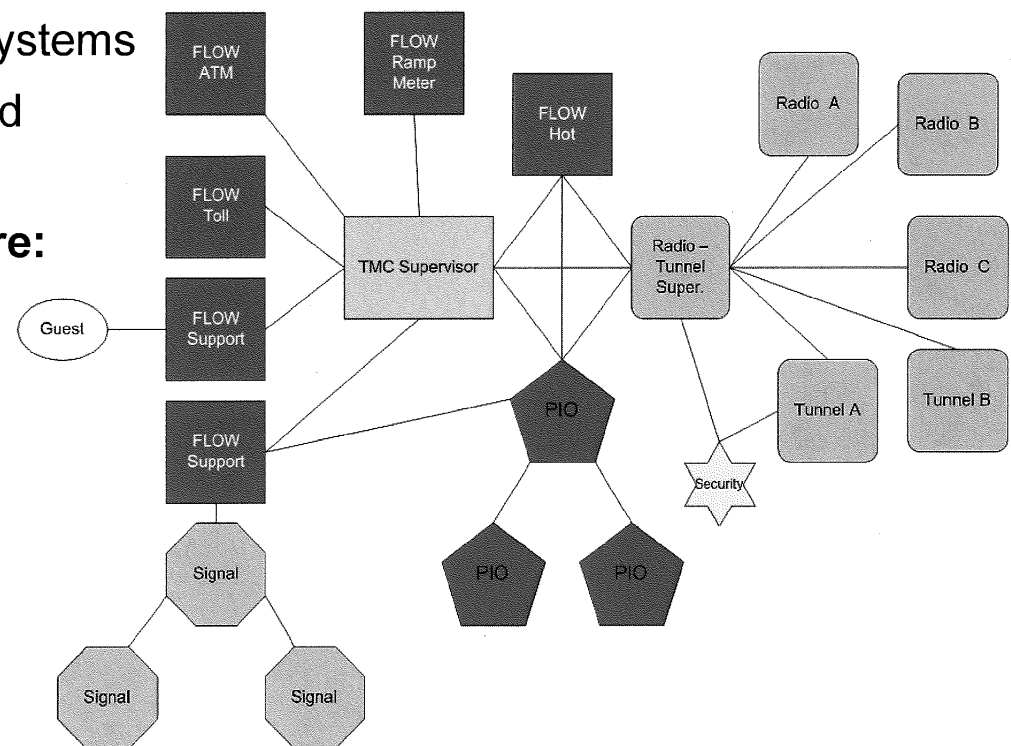 ystems
d
re:
FLOW
ATM
FLOW
Ramp
Meter
FLOW
Hot
Radio A
Radio B
FLOW
Toll
TMC Supervisor
Radio –
Tunnel
Super.
Radio C
Guest
FLOW
Support
Tunnel A
Tunnel B
PIO
FLOW
Support
Security
Signal
PIO
PIO
Signal
Signal